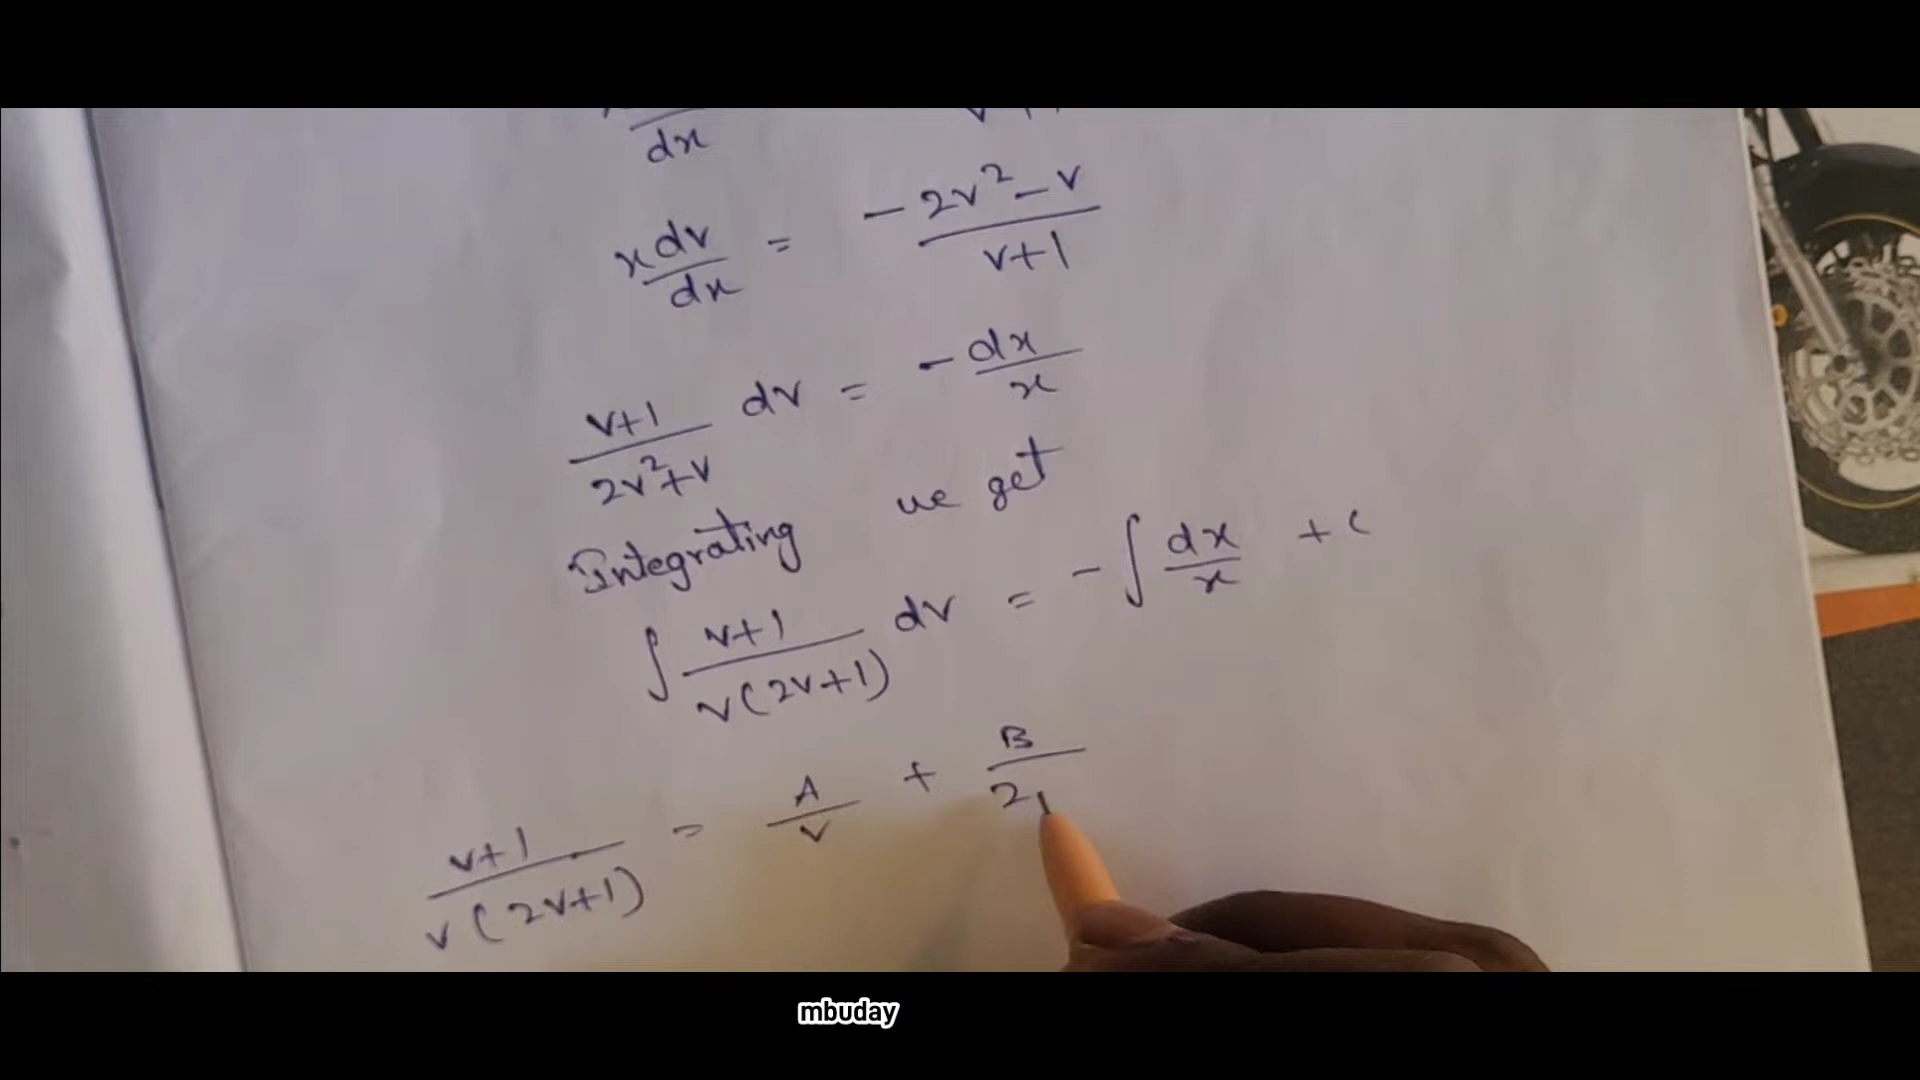 dx
x dv/dx = -2v²-v/v+1
v+1/2v²+v dv = -dx/x
Integrating we get
∫ v+1/v(2v+1) dv = -∫ dx/x + c
v+1/v(2v+1) = A/v + B/2
mbuday